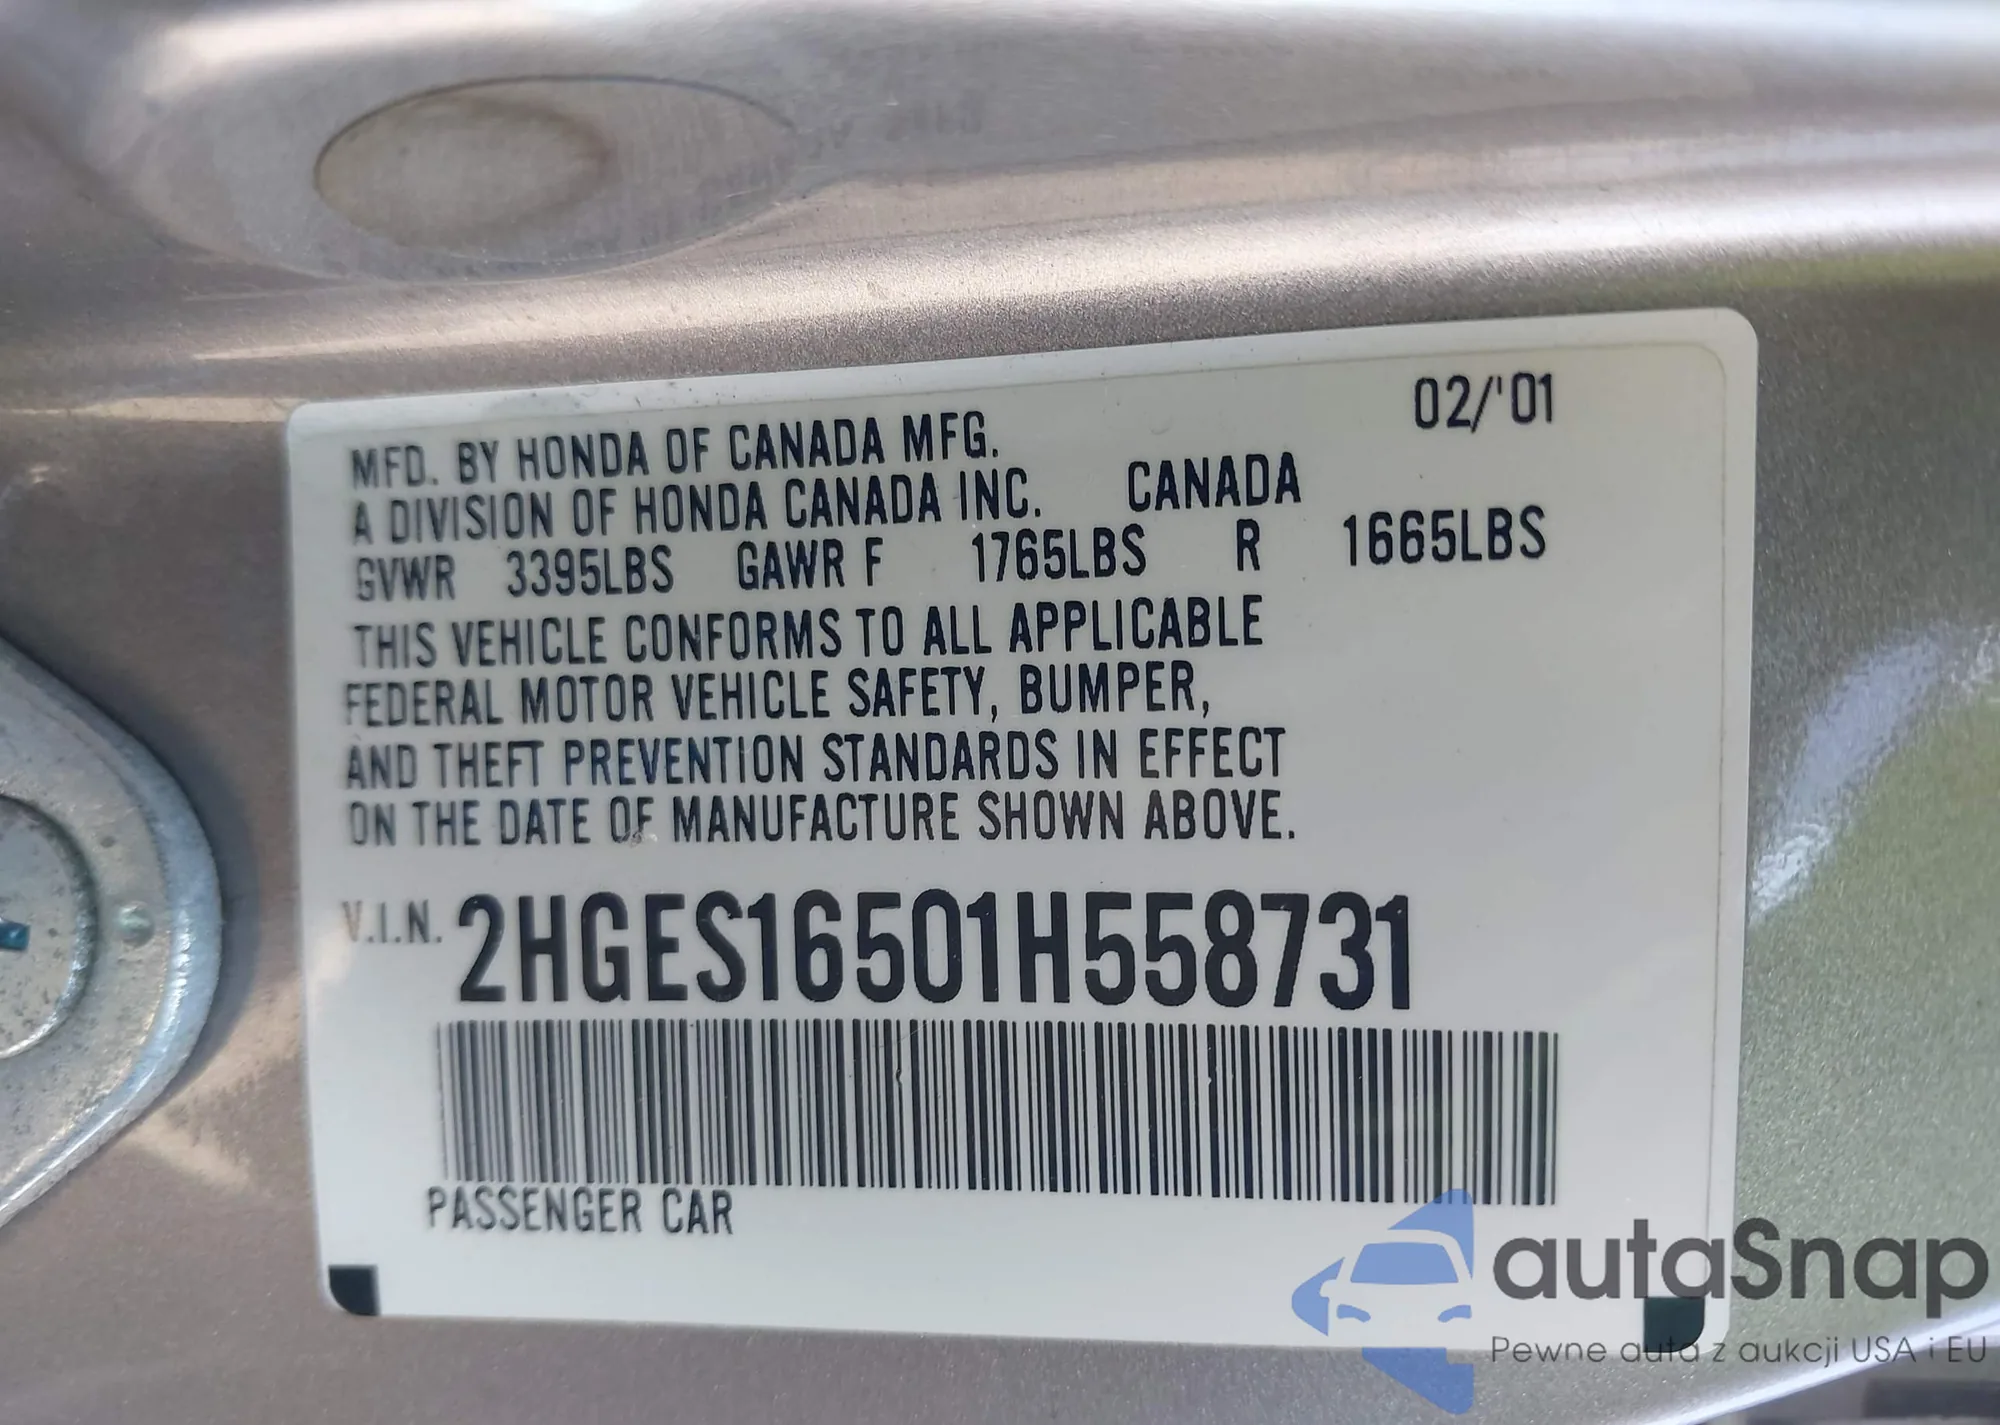 02/'01
MFD. BY HONDA OF CANADA MFG.
A DIVISION OF HONDA CANADA INC. CANADA
GVWR 3395LBS GAWR F 1765LBS R 1665LBS
THIS VEHICLE CONFORMS TO ALL APPLICABLE
FEDERAL MOTOR VEHICLE SAFETY, BUMPER,
AND THEFT PREVENTION STANDARDS IN EFFECT
ON THE DATE OF MANUFACTURE SHOWN ABOVE.
V.I.N. 2HGES16501H558731
PASSENGER CAR
autaSnap
Pewne auta z aukcji USA i EU